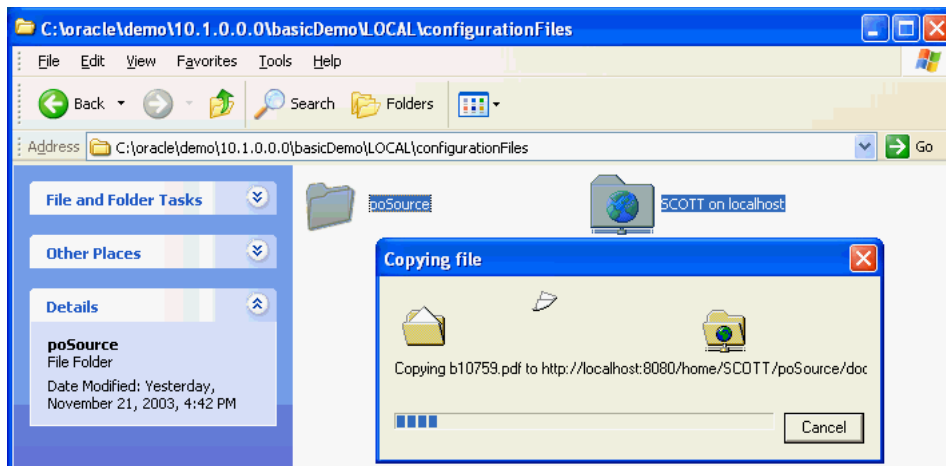 C:\oracle\demo\10.1.0.0.0\basicDemo\LOCAL\configurationFiles
File Edit View Favorites Tools Help
Back Search Folders
Address C:\oracle\demo\10.1.0.0.0\basicDemo\LOCAL\configurationFiles Go
File and Folder Tasks
Other Places
Details
poSource
File Folder
Date Modified: Yesterday,
November 21, 2003, 4:42 PM
poSource
SCOTT on localhost
Copying file
Copying b10759.pdf to http://localhost:8080/home/SCOTT/poSource/doc
Cancel